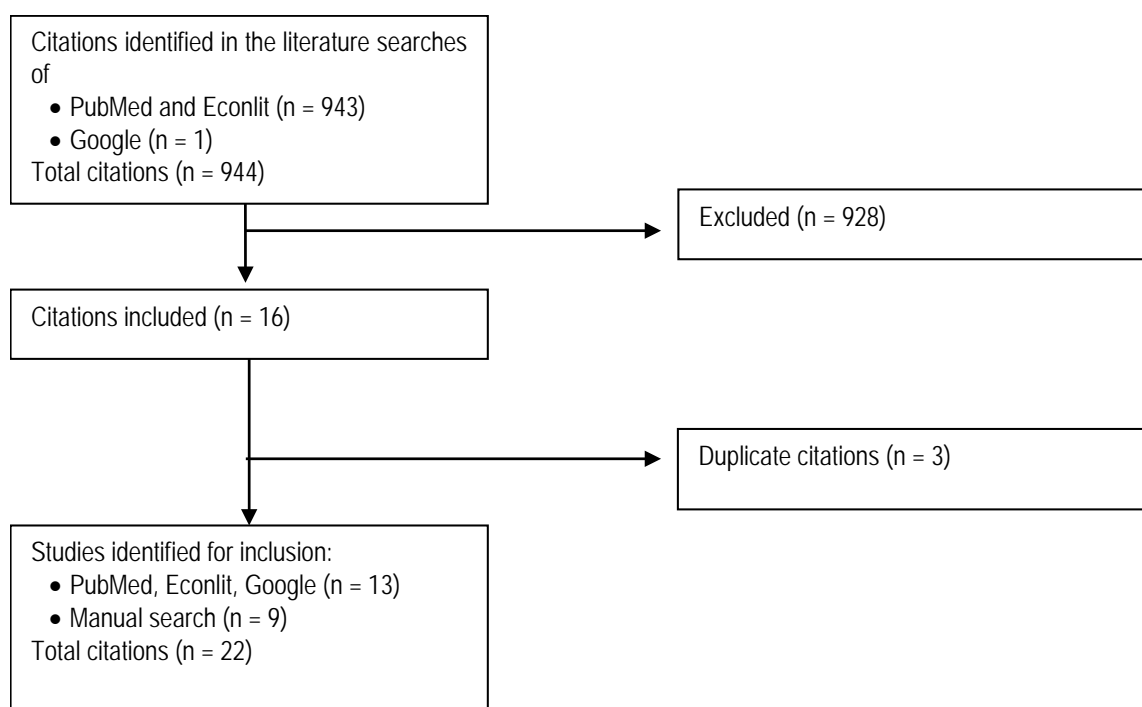 Citations identified in the literature searches
of
• PubMed and Econlit (n = 943)
• Google (n = 1)
Total citations (n = 944)
Excluded (n = 928)
Citations included (n = 16)
Duplicate citations (n = 3)
Studies identified for inclusion:
• PubMed, Econlit, Google (n = 13)
• Manual search (n = 9)
Total citations (n = 22)